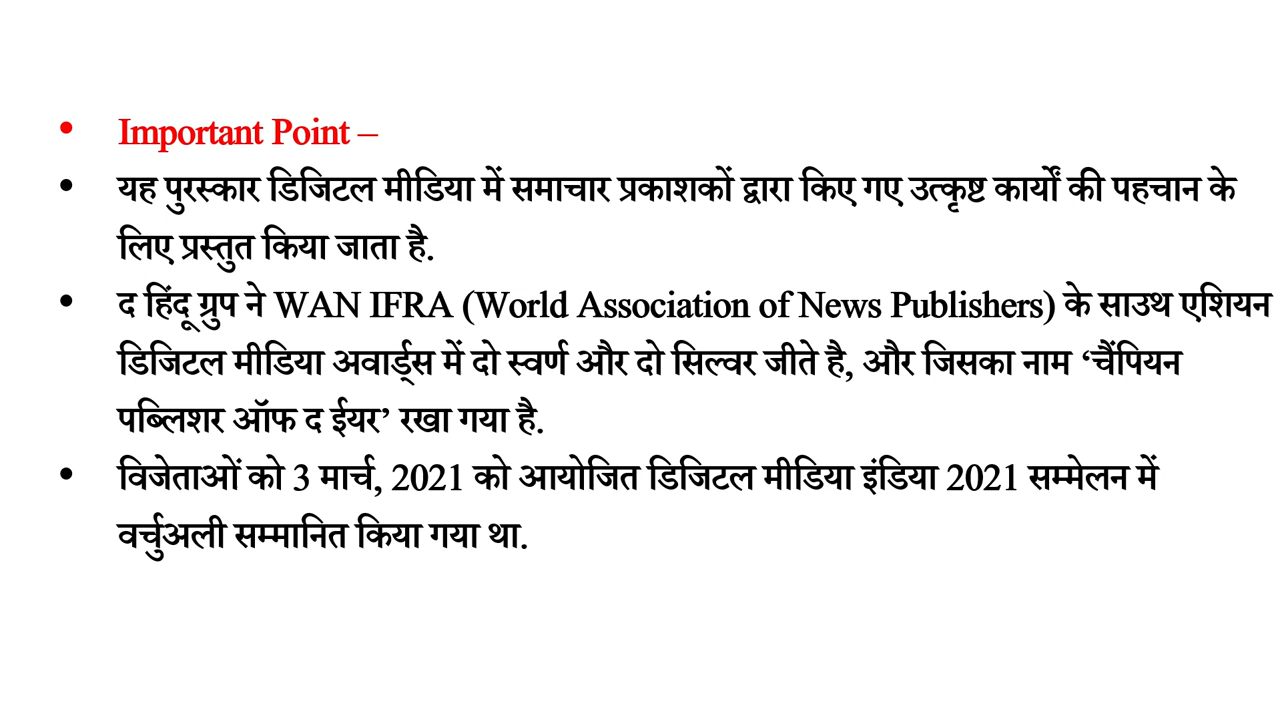 • Important Point –
• यह पुरस्कार डिजिटल मीडिया में समाचार प्रकाशकों द्वारा किए गए उत्कृष्ट कार्यों की पहचान के
लिए प्रस्तुत किया जाता है.
• द हिंदू ग्रुप ने WAN IFRA (World Association of News Publishers) के साउथ एशियन
डिजिटल मीडिया अवार्ड्स में दो स्वर्ण और दो सिल्वर जीते है, और जिसका नाम ‘चैंपियन
पब्लिशर ऑफ द ईयर’ रखा गया है.
• विजेताओं को 3 मार्च, 2021 को आयोजित डिजिटल मीडिया इंडिया 2021 सम्मेलन में
वर्चुअली सम्मानित किया गया था.